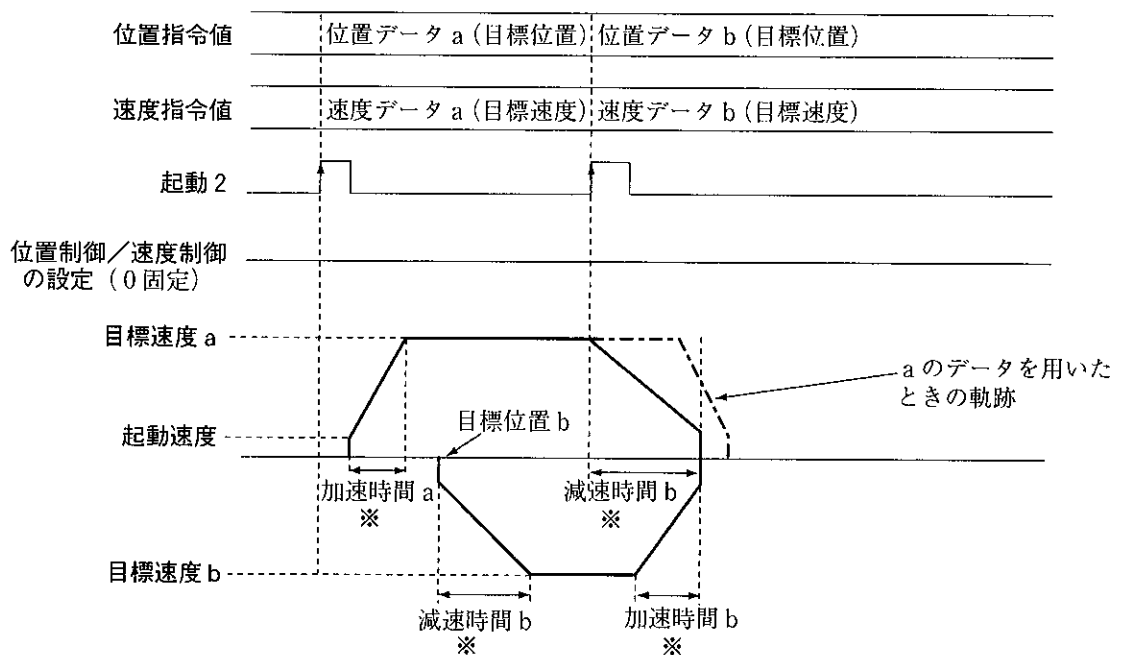 位置指令値
位置データ a (目標位置) 位置データ b (目標位置)
速度指令値
速度データ a (目標速度) 速度データ b (目標速度)
起動 2
位置制御／速度制御
の設定 (0 固定)
目標速度 a
a のデータを用いた
ときの軌跡
起動速度
目標位置 b
加速時間 a
※
減速時間 b
※
目標速度 b
減速時間 b
※
加速時間 b
※